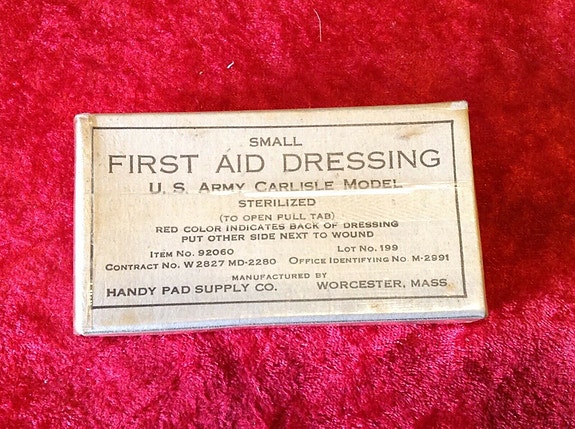 SMALL
FIRST AID DRESSING
U. S. ARMY CARLISLE MODEL
STERILIZED
(TO OPEN PULL TAB)
RED COLOR INDICATES BACK OF DRESSING
PUT OTHER SIDE NEXT TO WOUND
ITEM NO. 92060 LOT NO. 199
CONTRACT NO. W 2827 MD-2280 OFFICE IDENTIFYING NO. M-2991
MANUFACTURED BY
HANDY PAD SUPPLY CO. WORCESTER, MASS.